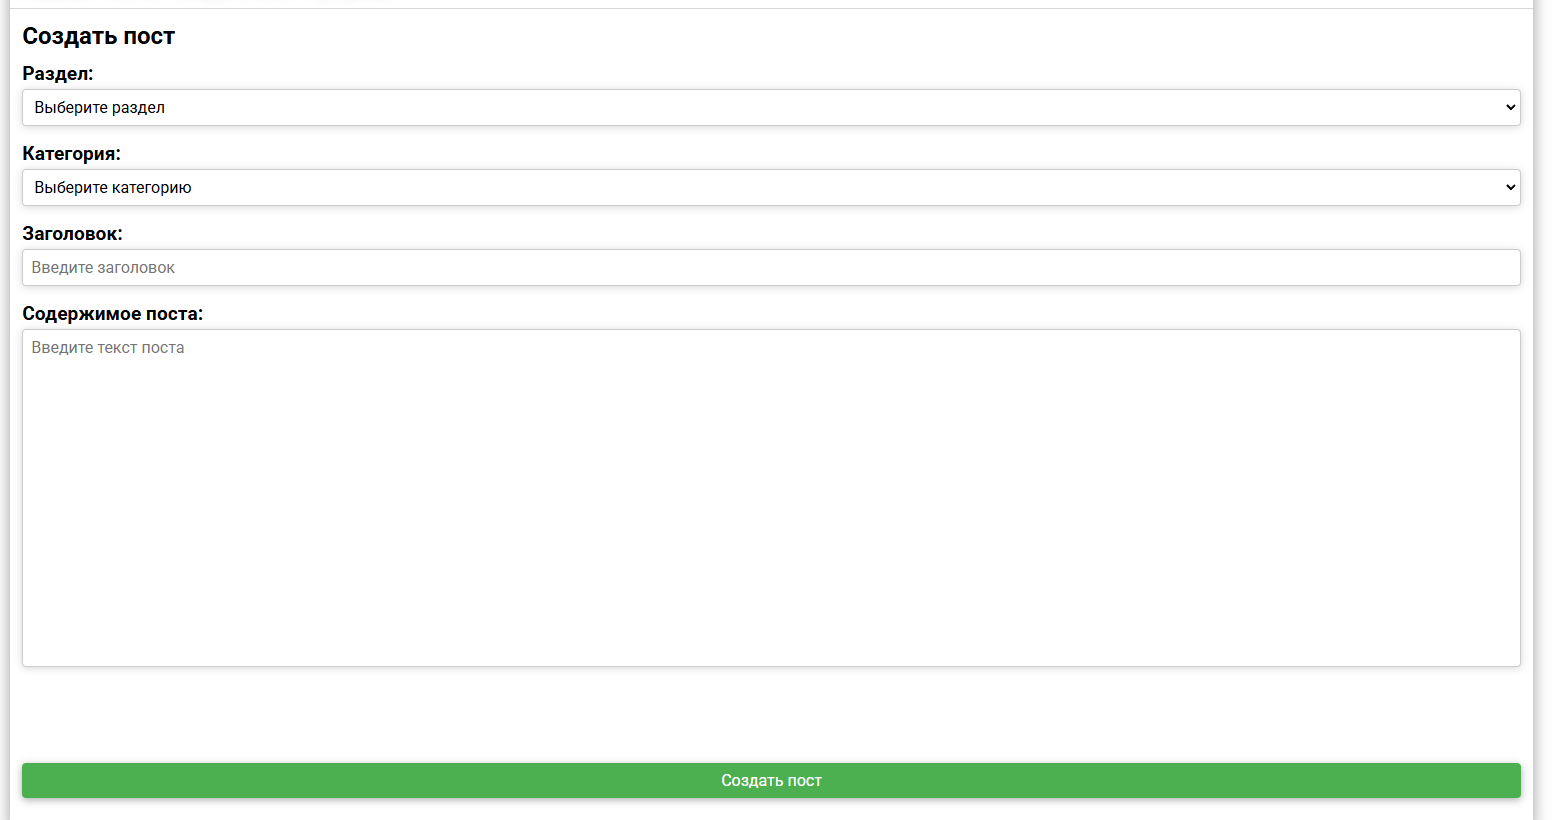 Создать пост
Раздел:
Выберите раздел
Категория:
Выберите категорию
Заголовок:
Введите заголовок
Содержимое поста:
Введите текст поста
Создать пост